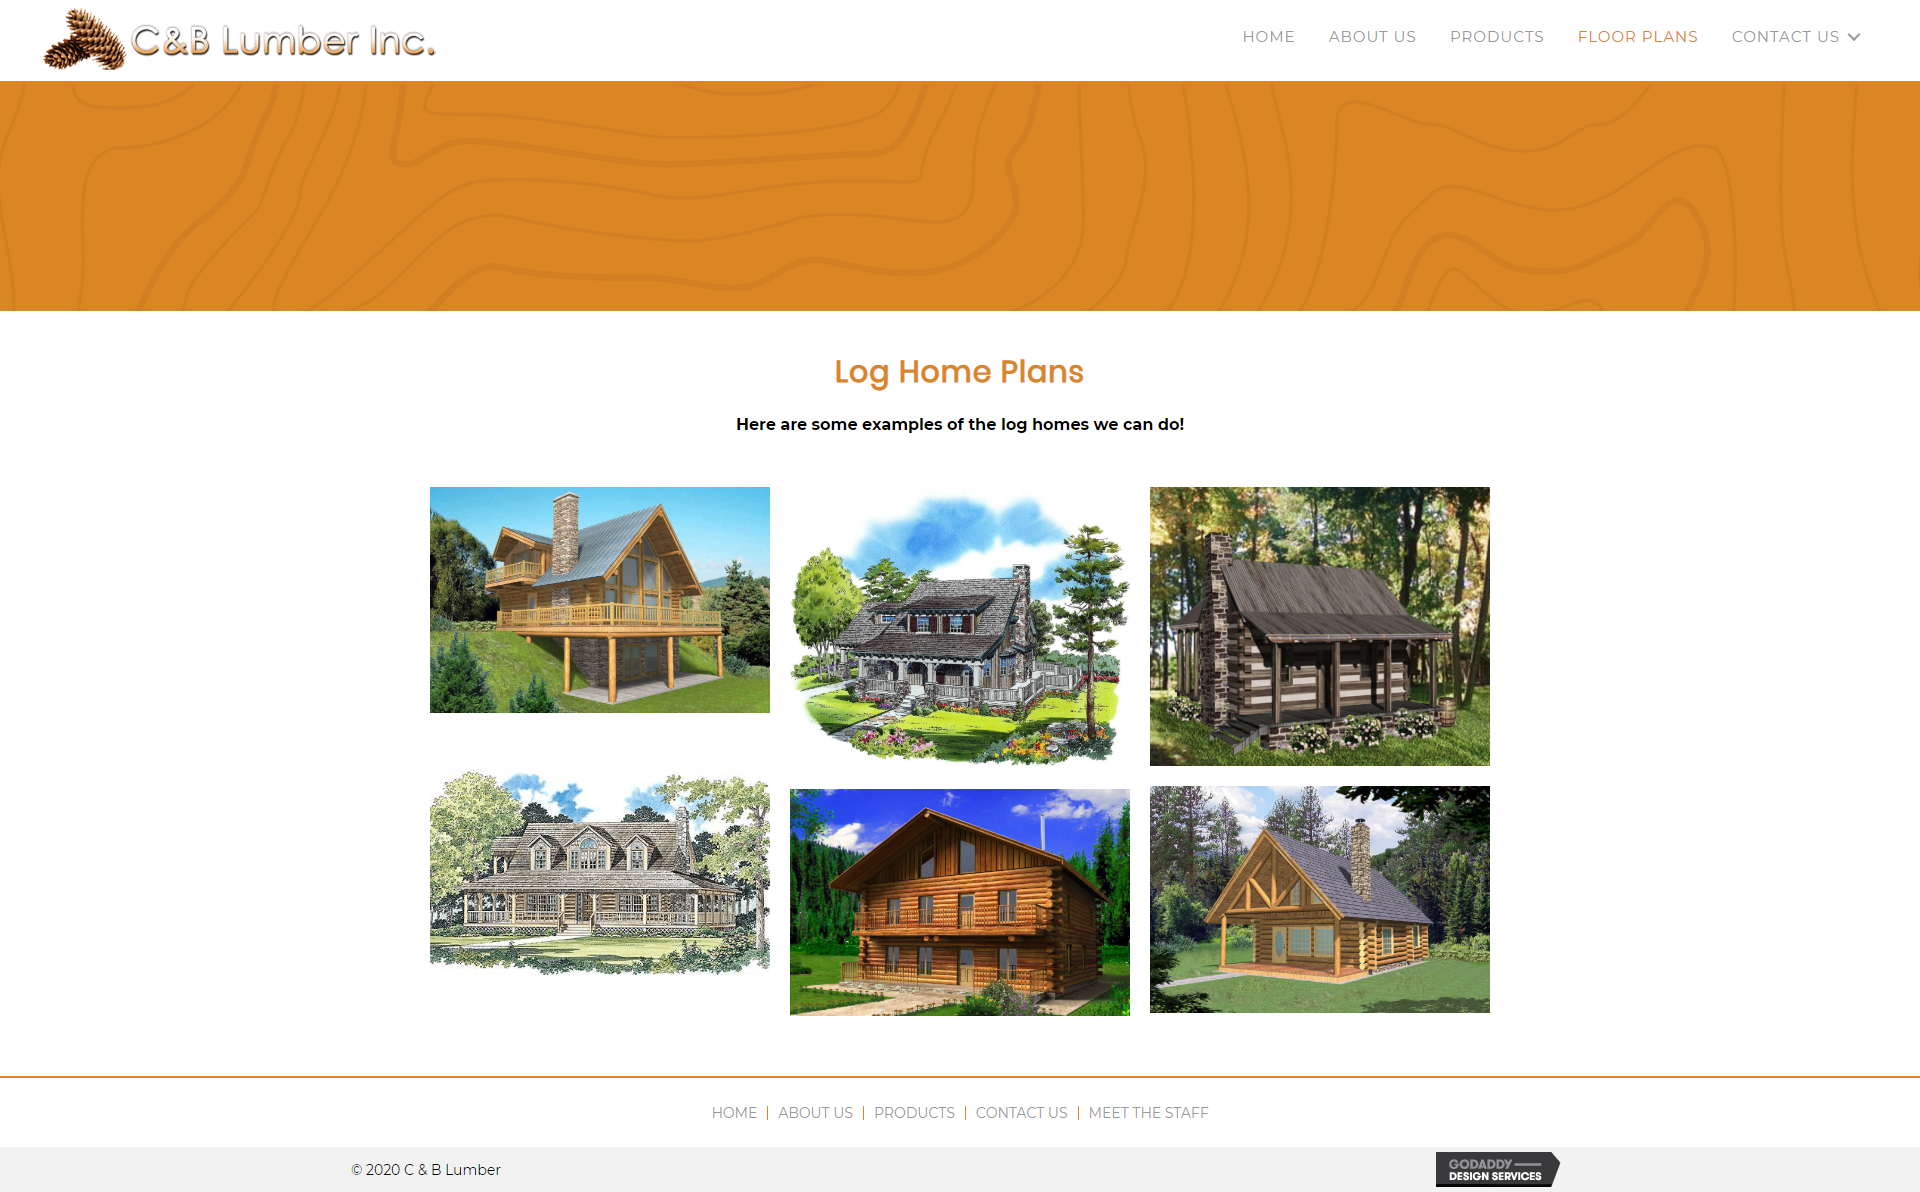 C&B Lumber Inc.
HOME ABOUT US PRODUCTS FLOOR PLANS CONTACT US
Log Home Plans
Here are some examples of the log homes we can do!
HOME | ABOUT US | PRODUCTS | CONTACT US | MEET THE STAFF
© 2020 C & B Lumber
GODADDY
DESIGN SERVICES